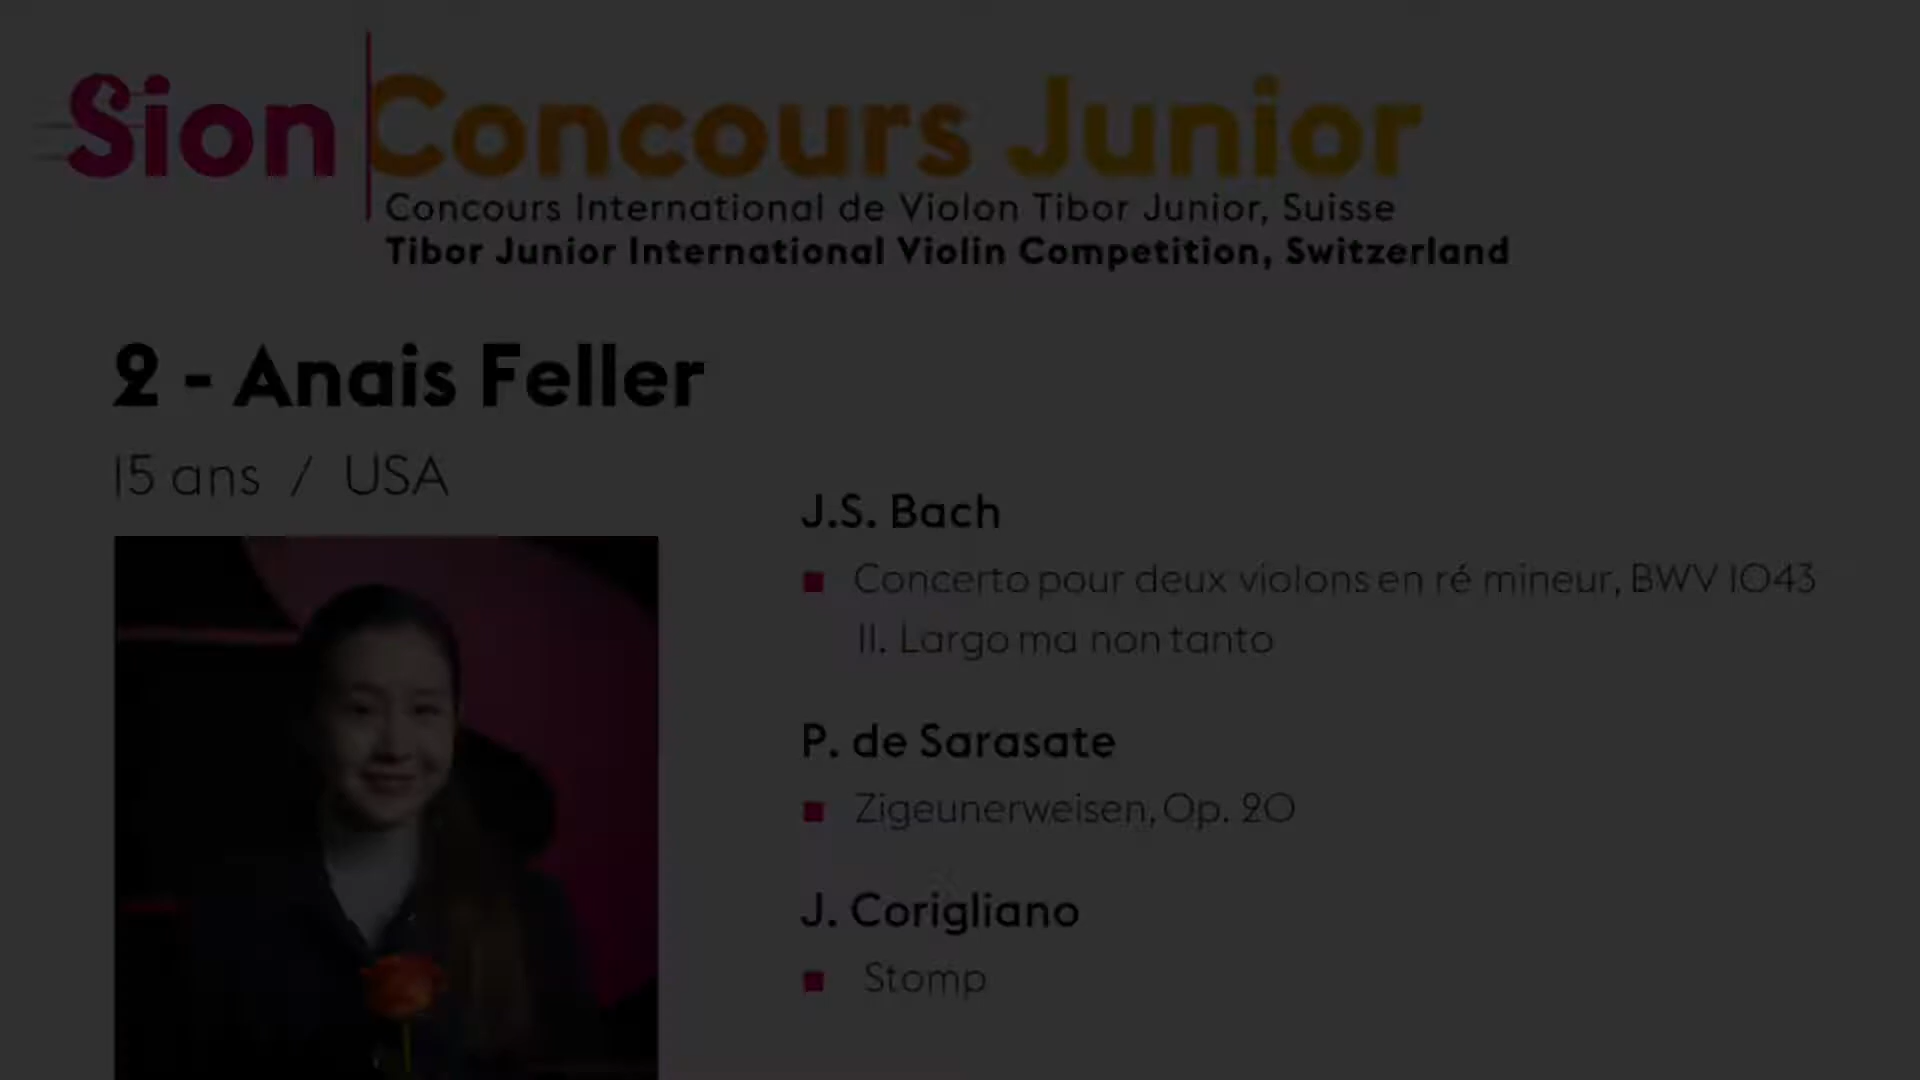 Sion Concours Junior
Concours International de Violon Tibor Junior, Suisse
Tibor Junior International Violin Competition, Switzerland
2 - Anais Feller
15 ans / USA
J.S. Bach
Concerto pour deux violons en ré mineur, BWV 1043
II. Largo ma non tanto
P. de Sarasate
Zigeunerweisen, Op. 20
J. Corigliano
Stomp